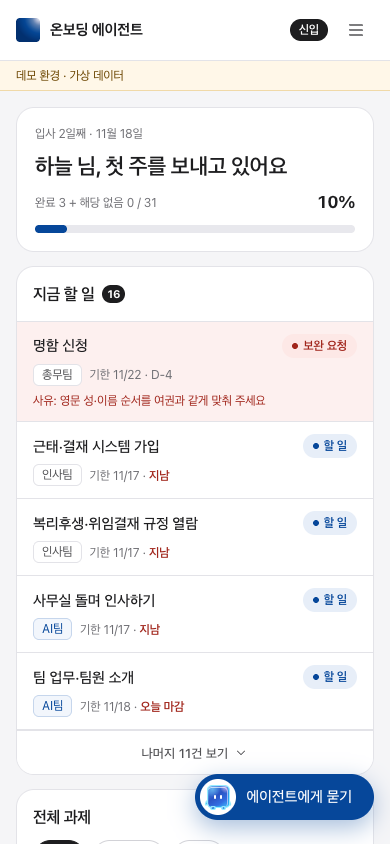 온보딩 에이전트
신입
데모 환경 · 가상 데이터
입사 2일째 · 11월 18일
하늘 님, 첫 주를 보내고 있어요
완료 3 + 해당 없음 0 / 31
10%
지금 할 일 16
명함 신청
보완 요청
총무팀 기한 11/22 · D-4
사유: 영문 성·이름 순서를 여권과 같게 맞춰 주세요
근태·결재 시스템 가입
할 일
인사팀 기한 11/17 · 지남
복리후생·위임결재 규정 열람
할 일
인사팀 기한 11/17 · 지남
사무실 돌며 인사하기
할 일
AI팀 기한 11/17 · 지남
팀 업무·팀원 소개
할 일
AI팀 기한 11/18 · 오늘 마감
나머지 11건 보기
에이전트에게 묻기
전체 과제